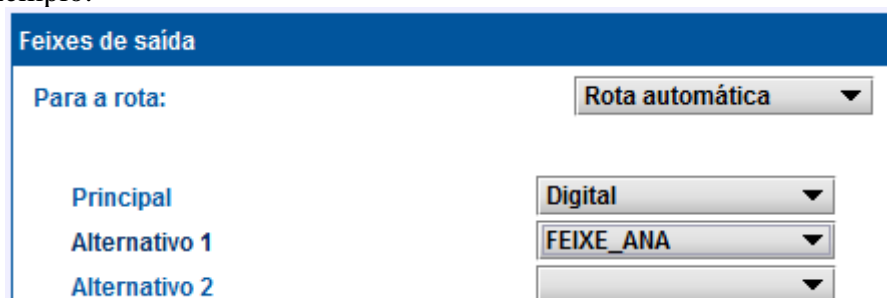 Feixes de saída
Para a rota: Rota automática
Principal Digital
Alternativo 1 FEIXE_ANA
Alternativo 2